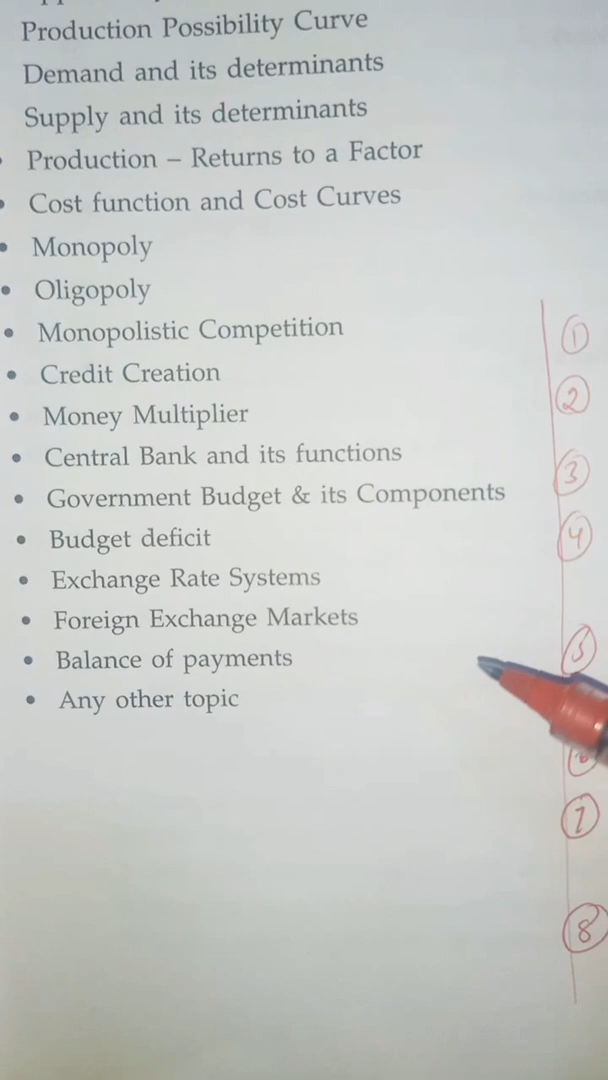 Production Possibility Curve
Demand and its determinants
Supply and its determinants
• Production – Returns to a Factor
• Cost function and Cost Curves
• Monopoly
• Oligopoly
• Monopolistic Competition
• Credit Creation
• Money Multiplier
• Central Bank and its functions
• Government Budget & its Components
• Budget deficit
• Exchange Rate Systems
• Foreign Exchange Markets
• Balance of payments
• Any other topic
1
2
3
4
5
6
7
8